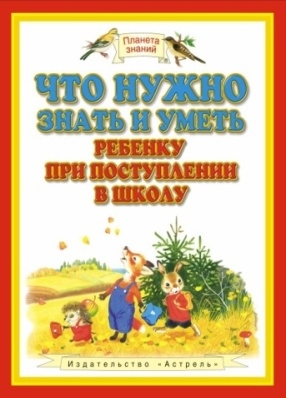 Планета
знаний
ЧТО НУЖНО
ЗНАТЬ И УМЕТЬ
РЕБЕНКУ
ПРИ ПОСТУПЛЕНИИ
В ШКОЛУ
Издательство «Астрель»